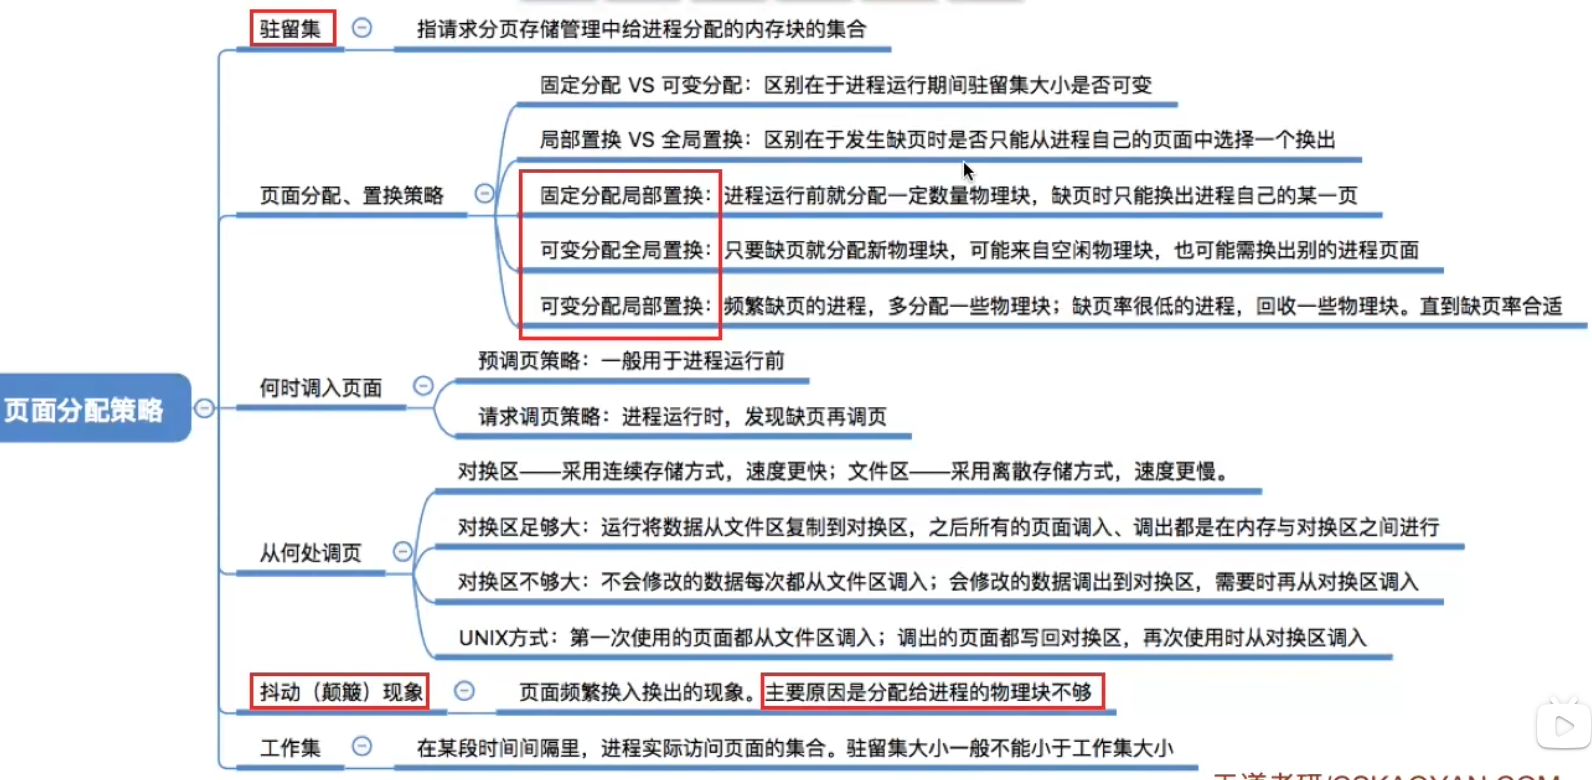 驻留集
指请求分页存储管理中给进程分配的内存块的集合
固定分配 VS 可变分配：区别在于进程运行期间驻留集大小是否可变
局部置换 VS 全局置换：区别在于发生缺页时是否只能从进程自己的页面中选择一个换出
页面分配、置换策略
固定分配局部置换：进程运行前就分配一定数量物理块，缺页时只能换出进程自己的某一页
可变分配全局置换：只要缺页就分配新物理块，可能来自空闲物理块，也可能需换出别的进程页面
可变分配局部置换：频繁缺页的进程，多分配一些物理块；缺页率很低的进程，回收一些物理块。直到缺页率合适
页面分配策略
何时调入页面
预调页策略：一般用于进程运行前
请求调页策略：进程运行时，发现缺页再调页
从何处调页
对换区——采用连续存储方式，速度更快；文件区——采用离散存储方式，速度更慢。
对换区足够大：运行将数据从文件区复制到对换区，之后所有的页面调入、调出都是在内存与对换区之间进行
对换区不够大：不会修改的数据每次都从文件区调入；会修改的数据调出到对换区，需要时再从对换区调入
UNIX方式：第一次使用的页面都从文件区调入；调出的页面都写回对换区，再次使用时从对换区调入
抖动（颠簸）现象
页面频繁换入换出的现象。主要原因是分配给进程的物理块不够
工作集
在某段时间间隔里，进程实际访问页面的集合。驻留集大小一般不能小于工作集大小